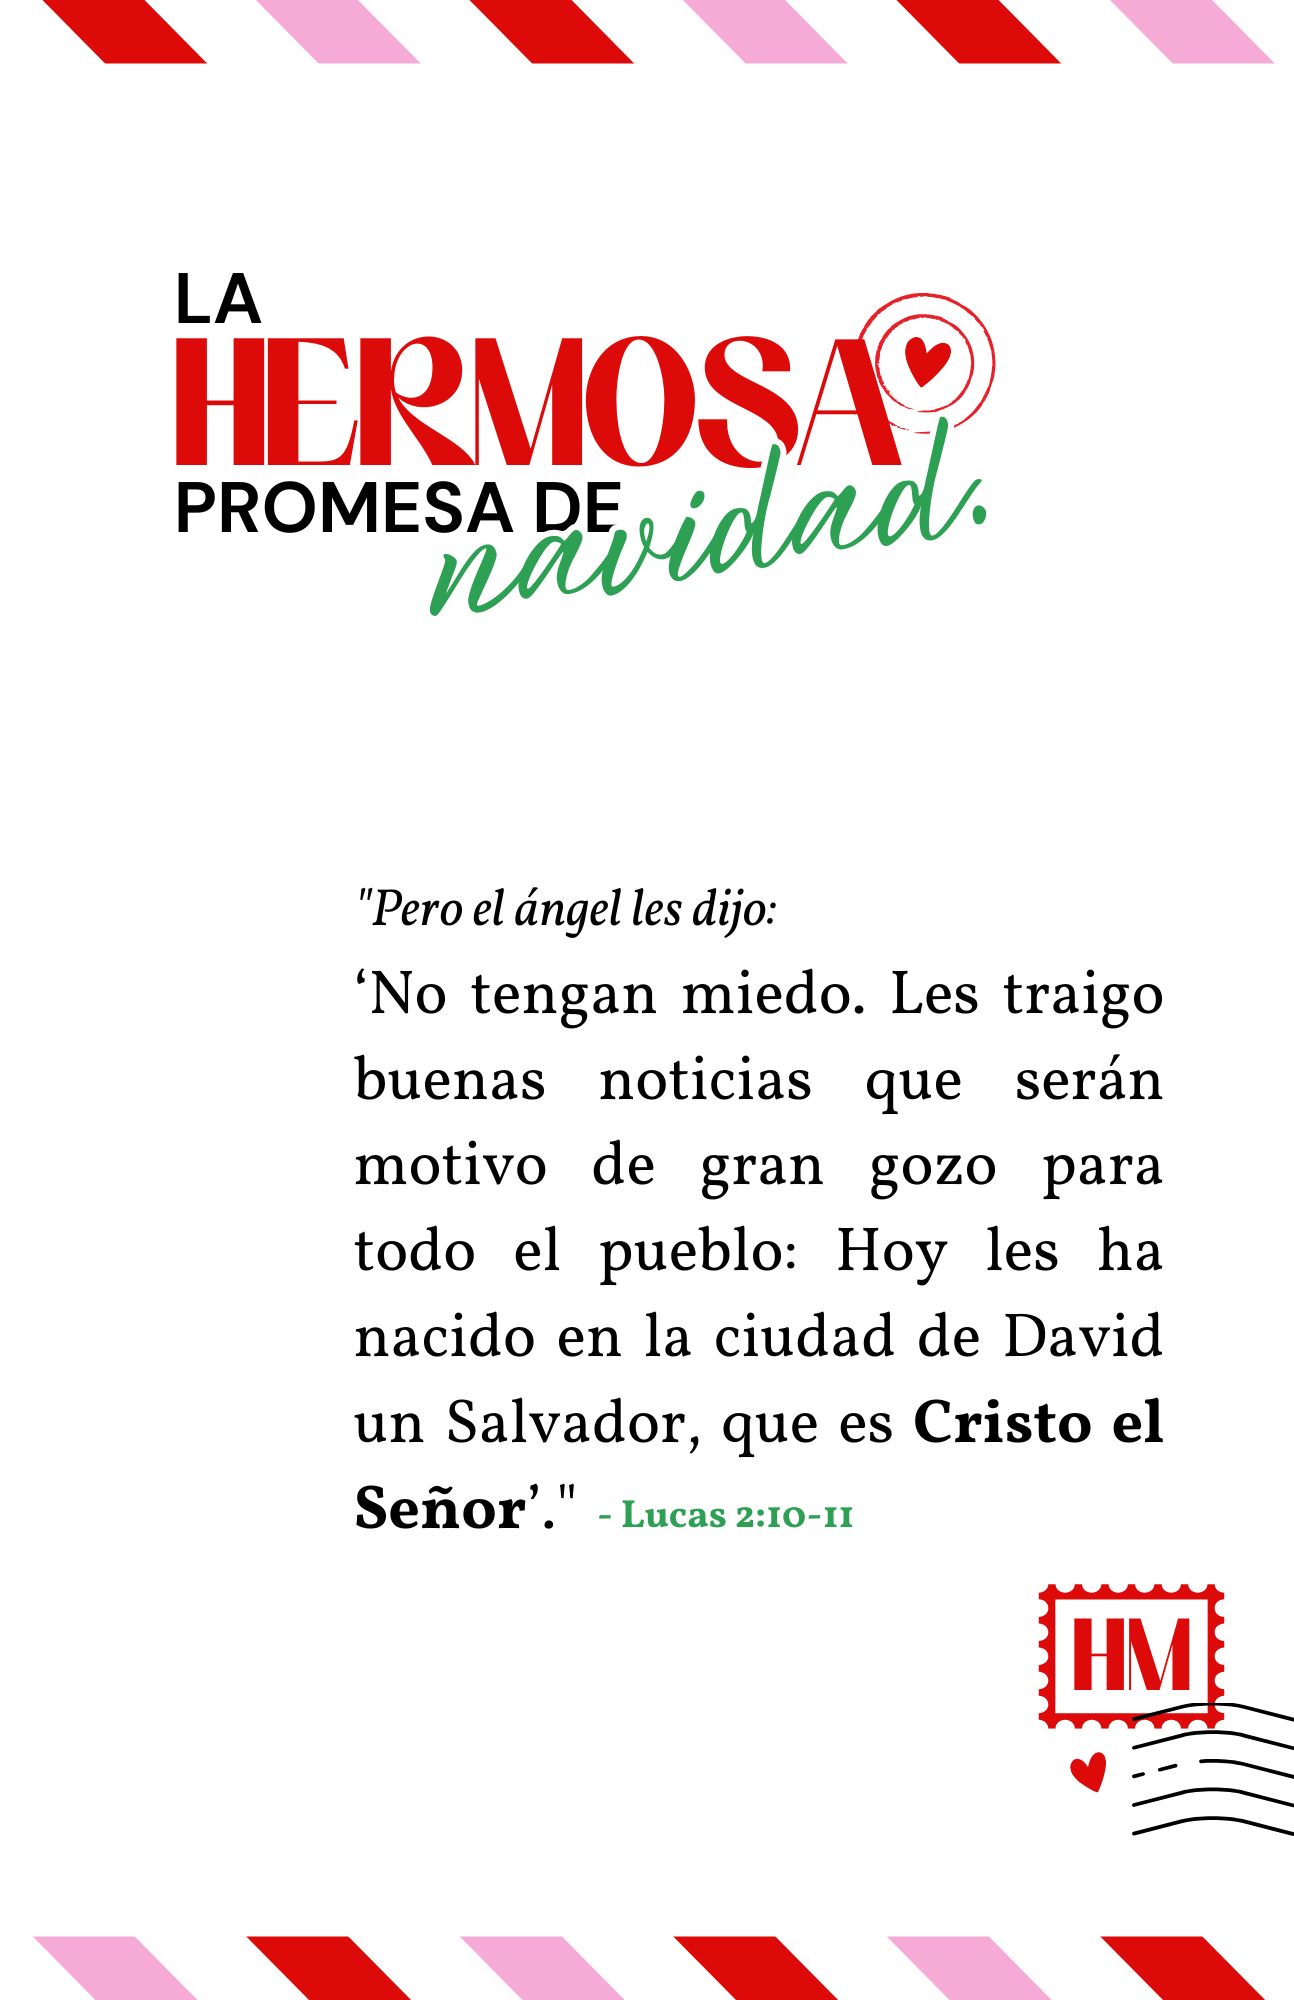 LA
HERMOSA
PROMESA DE
navidad.
"Pero el ángel les dijo:
‘No tengan miedo. Les traigo
buenas noticias que serán
motivo de gran gozo para
todo el pueblo: Hoy les ha
nacido en la ciudad de David
un Salvador, que es Cristo el
Señor’." - Lucas 2:10-11
HM